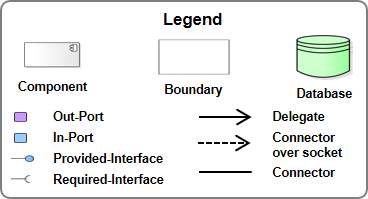 Legend
Component
Boundary
Database
Out-Port
Delegate
In-Port
Connector
over socket
Provided-Interface
Required-Interface
Connector